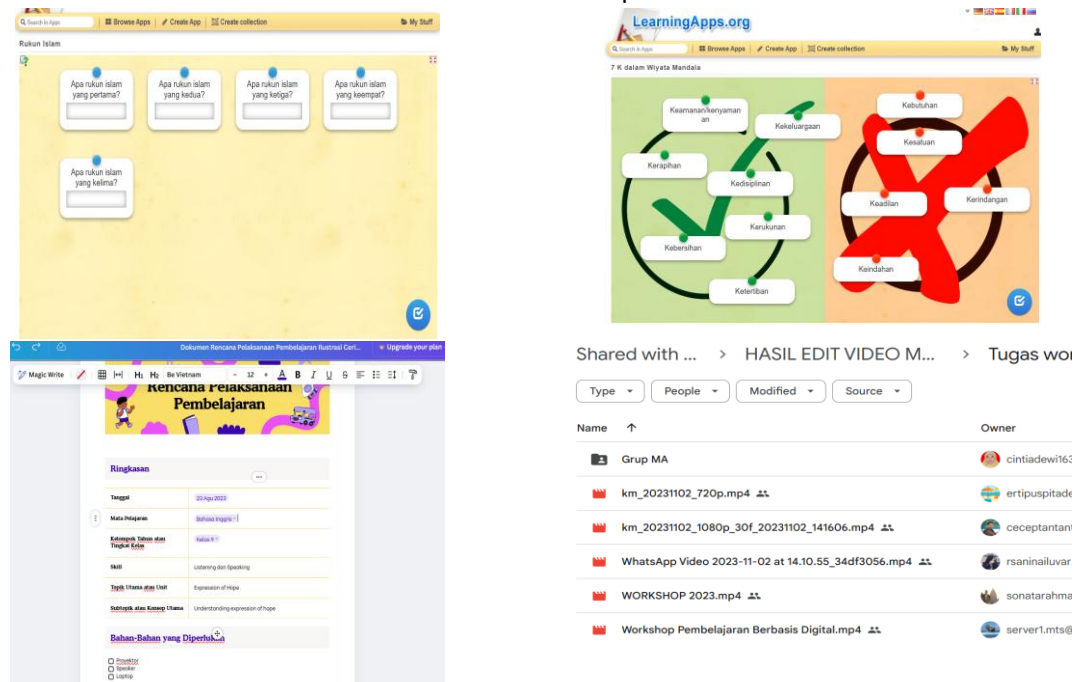 Search in Apps
Browse Apps
Create App
Create collection
My Stuff
Rukun Islam
Apa rukun islam
yang pertama?
Apa rukun islam
yang kedua?
Apa rukun islam
yang ketiga?
Apa rukun islam
yang keempat?
Apa rukun islam
yang kelima?
LearningApps.org
Search in Apps
Browse Apps
Create App
Create collection
My Stuff
7 K dalam Wiyata Mandala
Keamanan/kenyaman
an
Kekeluargaan
Kerapihan
Kedisiplinan
Kerukunan
Kebersihan
Ketertiban
Kebutuhan
Kesatuan
Keadilan
Kerindangan
Keindahan
Dokumen Rencana Pelaksanaan Pembelajaran Ilustrasi Ceri...
Upgrade your plan
Magic Write
H1 H2 Be Vietnam - 12 + A B I U S
Rencana Pelaksanaan
Pembelajaran
Ringkasan
Tanggal
23 Agu 2023
Mata Pelajaran
Bahasa Inggris
Kelompok Tahun atau
Tingkat Kelas
Kelas 9
Skill
Listening dan Speaking
Topik Utama atau Unit
Expression of Hope
Subtopik atau Konsep Utama
Understanding expression of hope
Bahan-Bahan yang Diperlukan
Proyektor
Speaker
Laptop
Shared with ... > HASIL EDIT VIDEO M... > Tugas wor
Type
People
Modified
Source
Name
Owner
Grup MA
cintiadewi163
km_20231102_720p.mp4
ertipuspitade
km_20231102_1080p_30f_20231102_141606.mp4
ceceptantan
WhatsApp Video 2023-11-02 at 14.10.55_34df3056.mp4
rsaninailuvar
WORKSHOP 2023.mp4
sonatarahma
Workshop Pembelajaran Berbasis Digital.mp4
server1.mts@